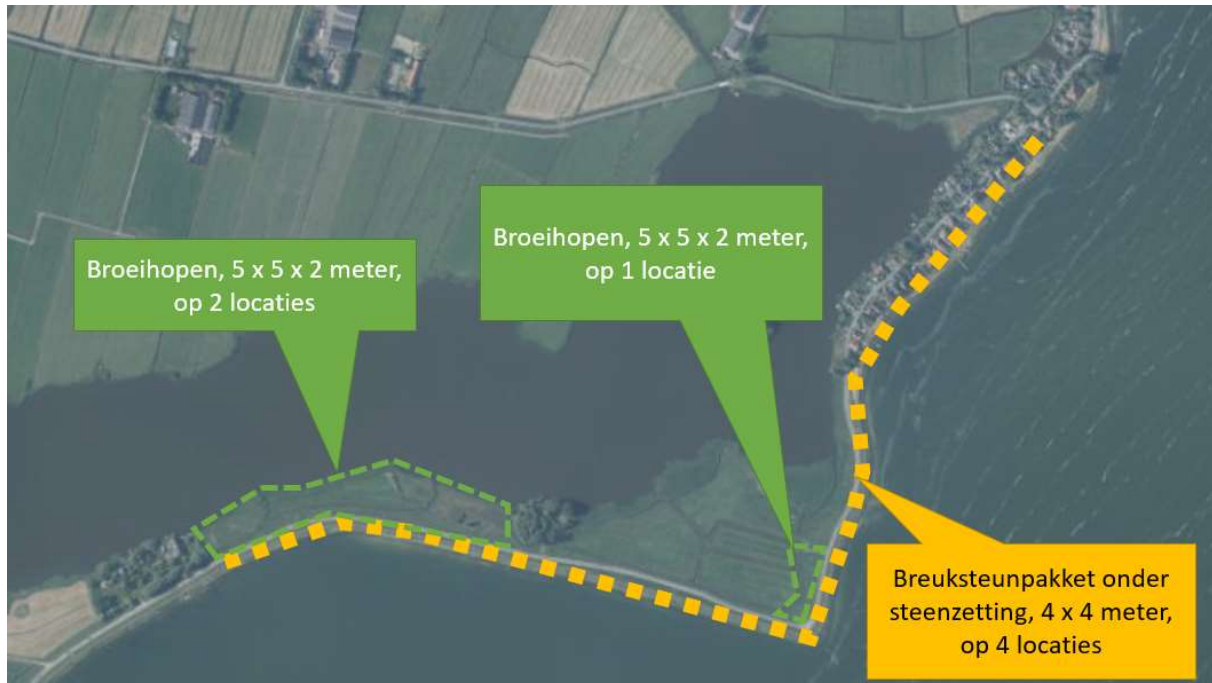 Broeihopen, 5 x 5 x 2 meter,
op 2 locaties
Broeihopen, 5 x 5 x 2 meter,
op 1 locatie
Breuksteunpakket onder
steenzetting, 4 x 4 meter,
op 4 locaties